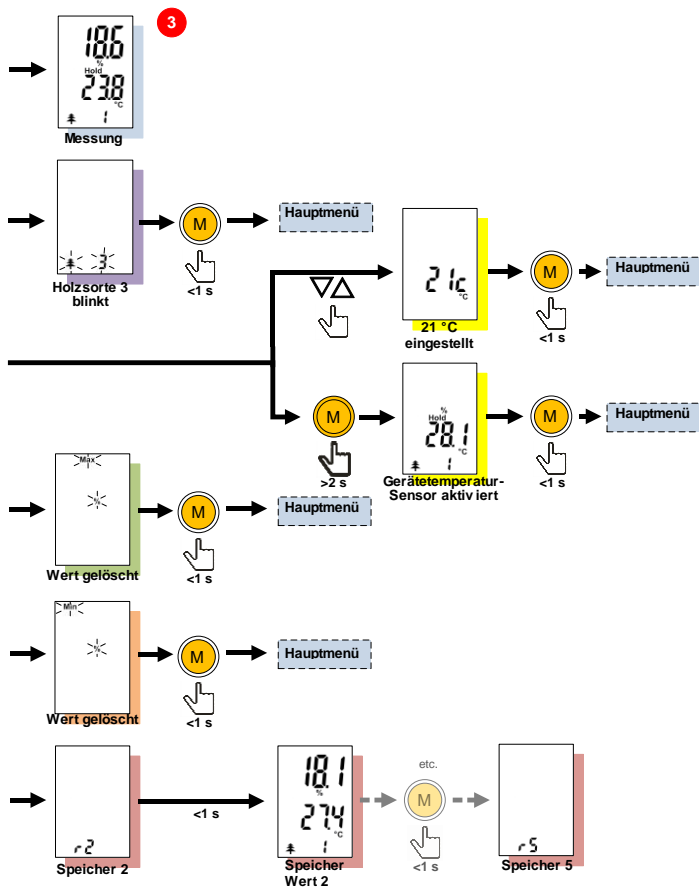 3
18.6
%
Hold
23.8
°C
1
Messung
3
Holzsorte 3
blinkt
M
<1 s
Hauptmenü
21c
°C
21 °C
eingestellt
M
<1 s
Hauptmenü
M
>2 s
%
Hold
28.1
°C
1
Gerätetemperatur-
Sensor aktiviert
M
<1 s
Hauptmenü
Max
%
Wert gelöscht
M
<1 s
Hauptmenü
Min
%
Wert gelöscht
M
<1 s
Hauptmenü
r2
Speicher 2
<1 s
18.1
%
27.4
°C
1
Speicher
Wert 2
etc.
M
<1 s
r5
Speicher 5